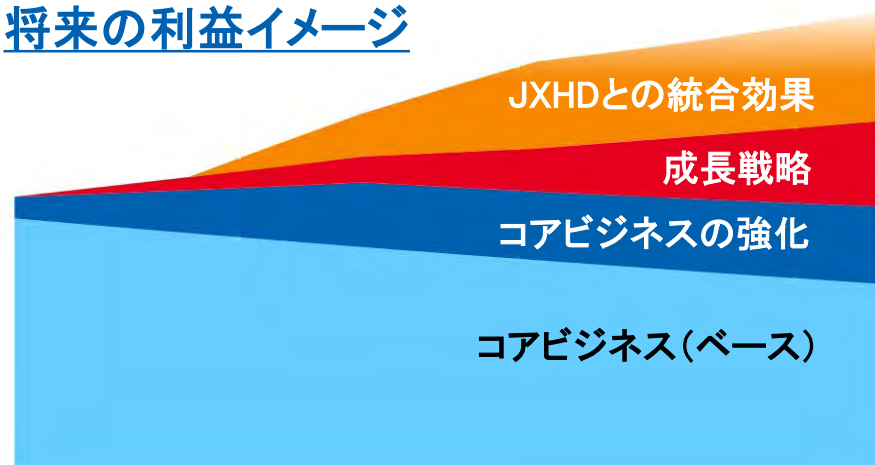 将来の利益イメージ
JXHDとの統合効果
成長戦略
コアビジネスの強化
コアビジネス（ベース）